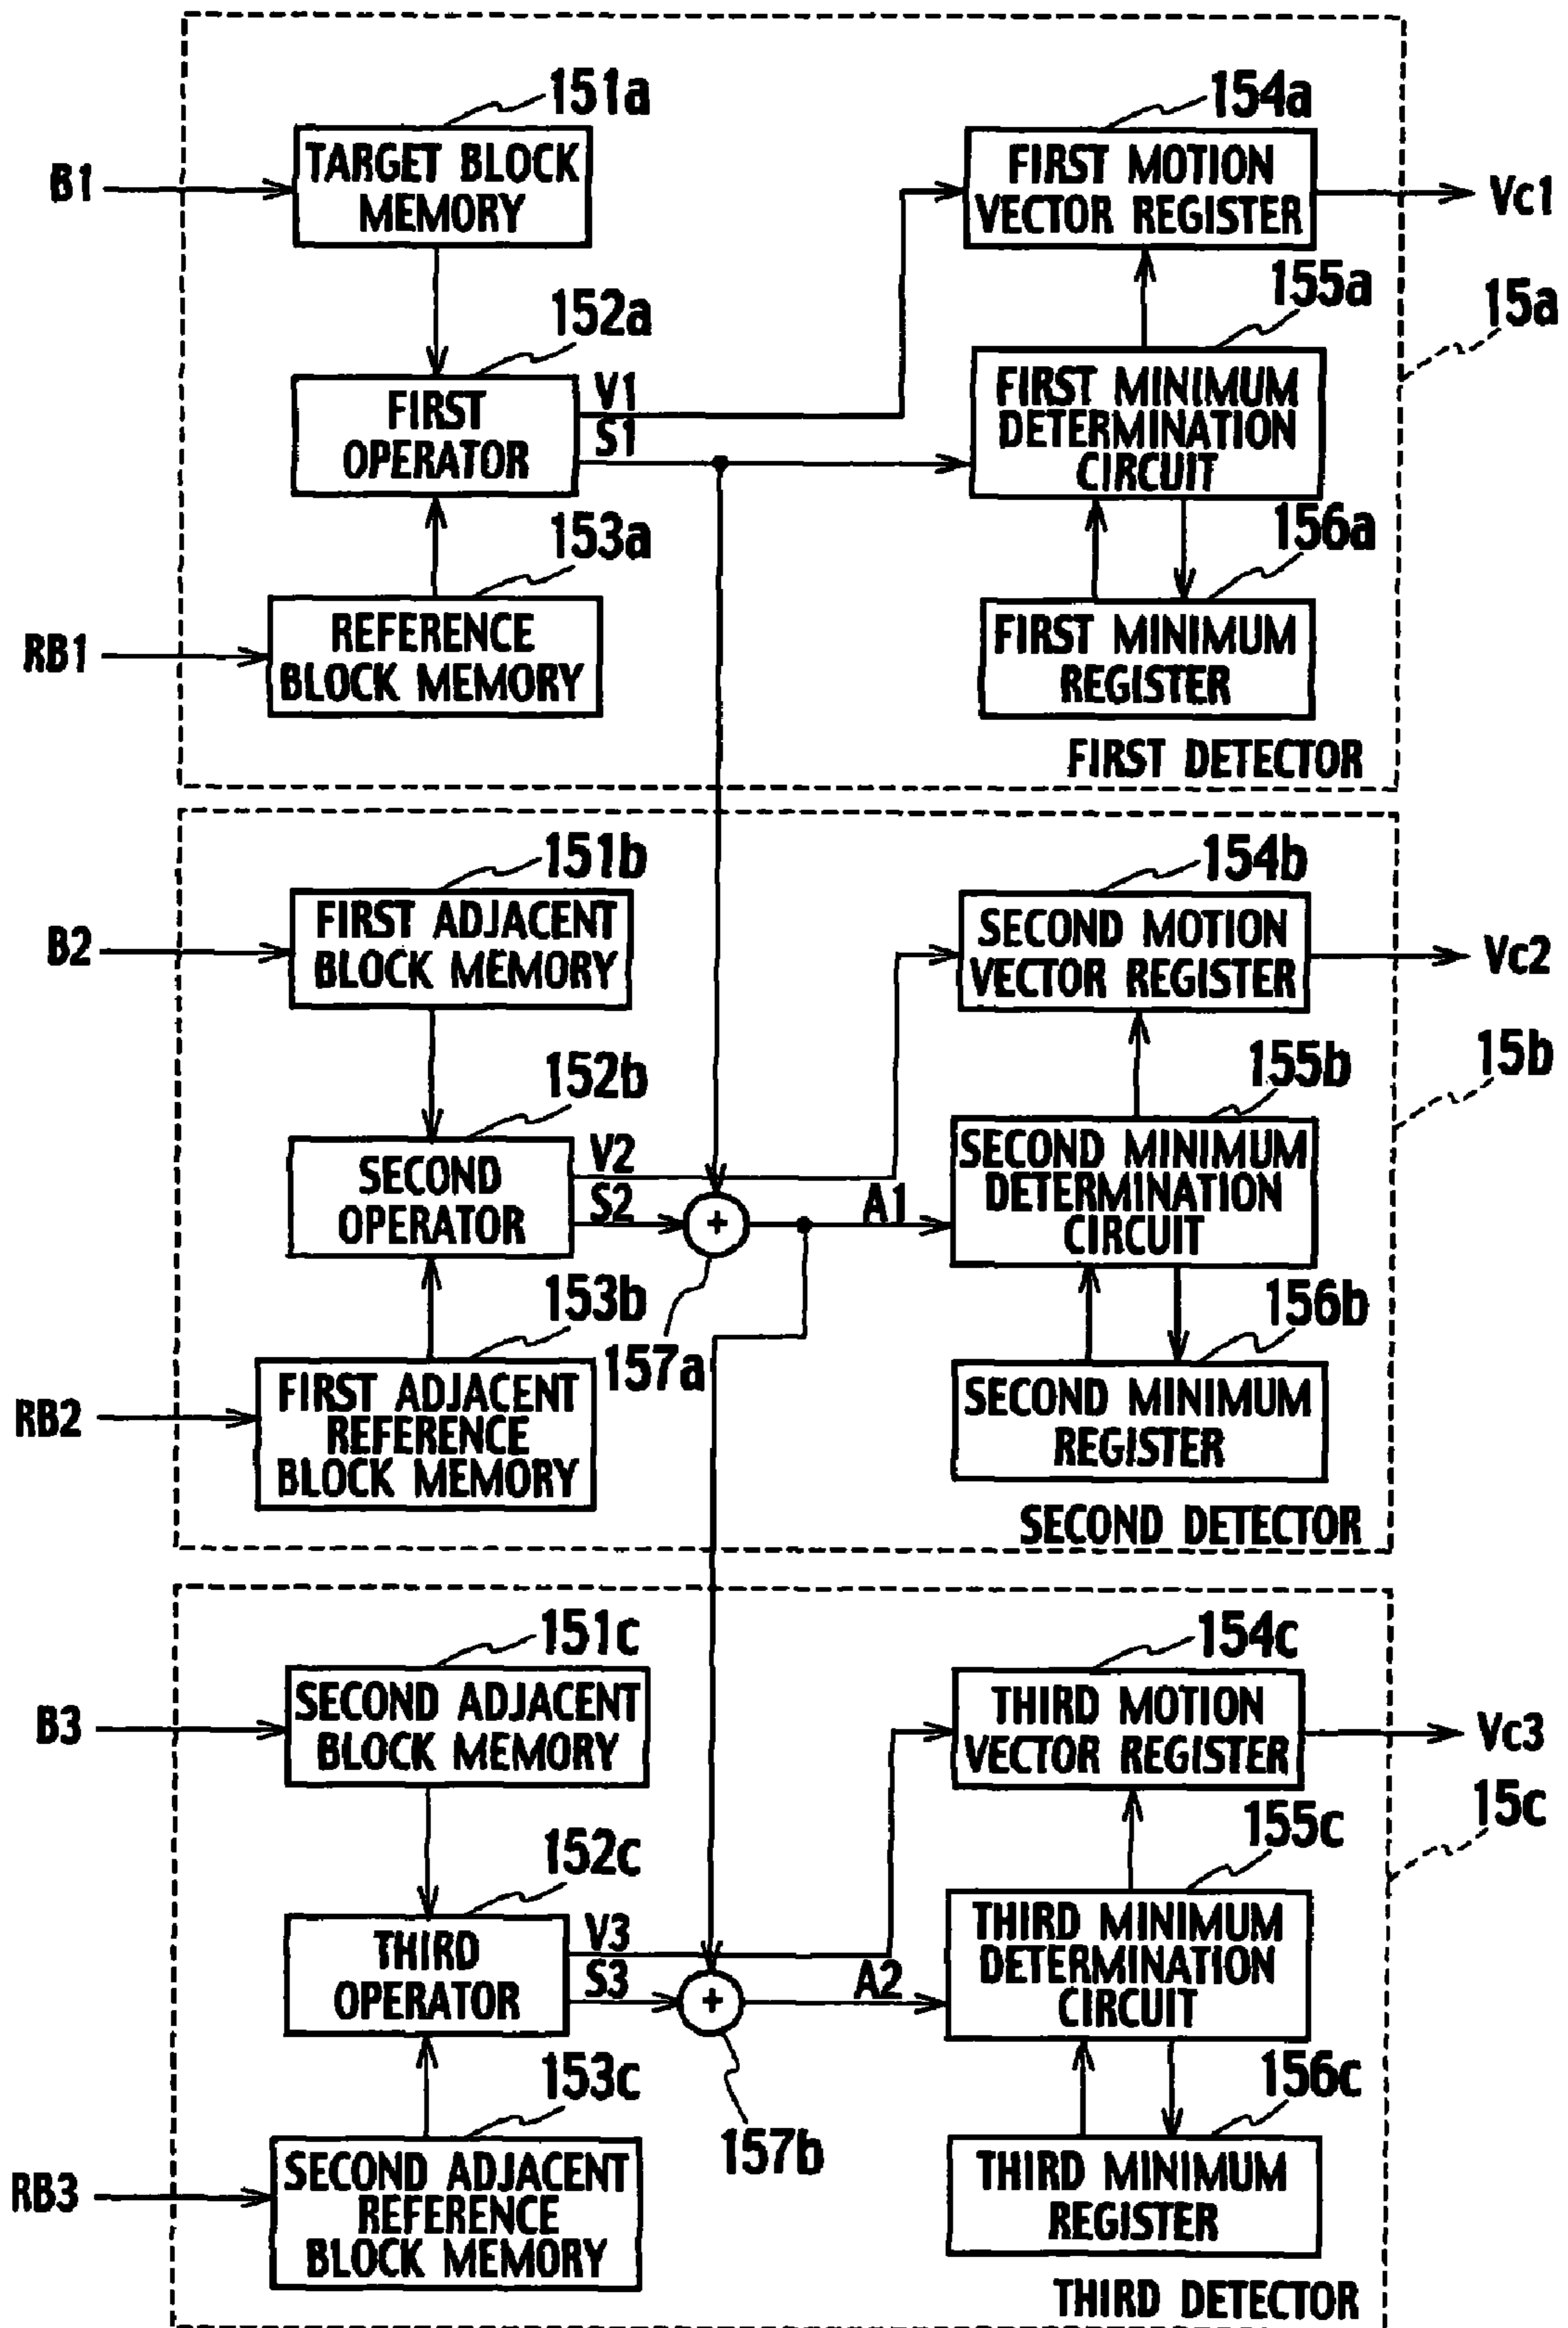 151a
154a
B1
TARGET BLOCK
MEMORY
FIRST MOTION
VECTOR REGISTER
Vc1
155a
15a
152a
FIRST
OPERATOR
V1
S1
FIRST MINIMUM
DETERMINATION
CIRCUIT
153a
156a
RB1
REFERENCE
BLOCK MEMORY
FIRST MINIMUM
REGISTER
FIRST DETECTOR
151b
154b
B2
FIRST ADJACENT
BLOCK MEMORY
SECOND MOTION
VECTOR REGISTER
Vc2
155b
15b
152b
SECOND
OPERATOR
V2
S2
+
A1
SECOND MINIMUM
DETERMINATION
CIRCUIT
153b
157a
156b
RB2
FIRST ADJACENT
REFERENCE
BLOCK MEMORY
SECOND MINIMUM
REGISTER
SECOND DETECTOR
151c
154c
B3
SECOND ADJACENT
BLOCK MEMORY
THIRD MOTION
VECTOR REGISTER
Vc3
155c
15c
152c
THIRD
OPERATOR
V3
S3
+
A2
THIRD MINIMUM
DETERMINATION
CIRCUIT
153c
157b
156c
RB3
SECOND ADJACENT
REFERENCE
BLOCK MEMORY
THIRD MINIMUM
REGISTER
THIRD DETECTOR